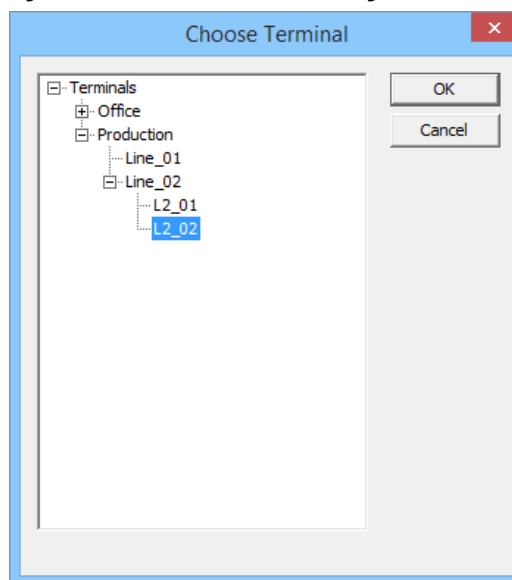 Choose Terminal
Terminals
Office
Production
Line_01
Line_02
L2_01
L2_02
OK
Cancel